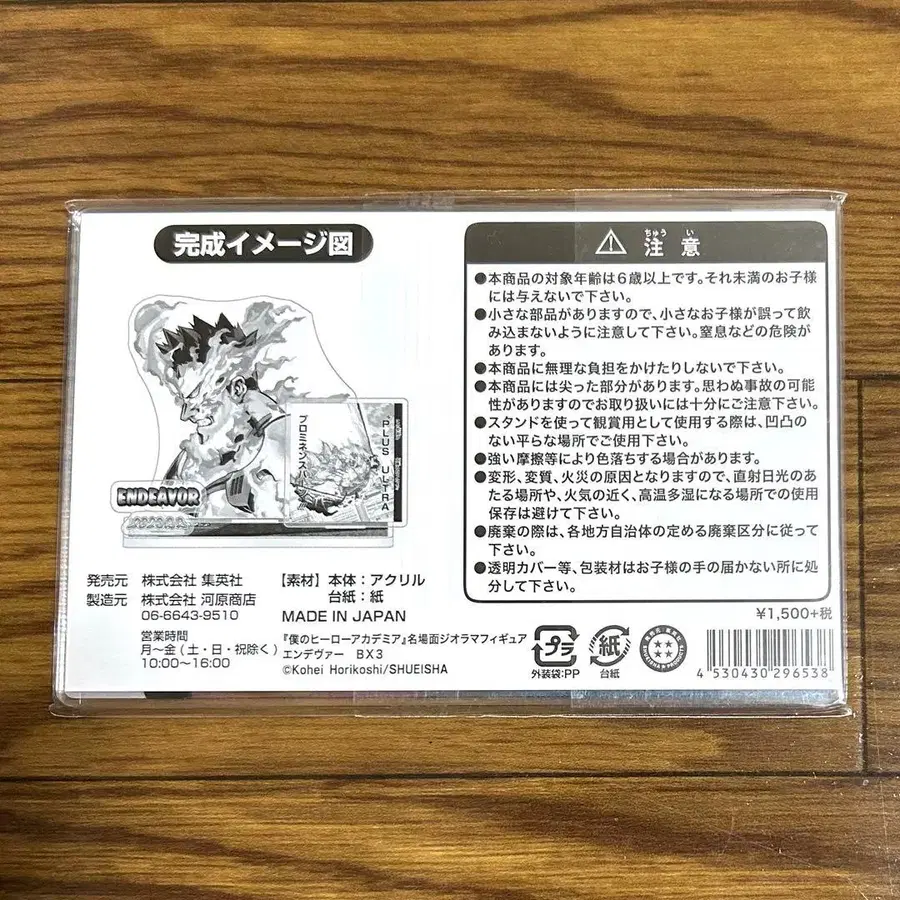 完成イメージ図
プロミネンスバーン
PLUS ULTRA
ENDEAVOR
発売元 株式会社 集英社
製造元 株式会社 河原商店
06-6643-9510
営業時間
月〜金(土・日・祝除く)
10:00〜16:00
【素材】本体:アクリル
台紙:紙
MADE IN JAPAN
『僕のヒーローアカデミア』名場面ジオラマフィギュア
エンデヴァー BX3
©Kohei Horikoshi/SHUEISHA
ちゅう い
注意
●本商品の対象年齢は6歳以上です。それ未満のお子様
には与えないで下さい。
●小さな部品がありますので、小さなお子様が誤って飲
み込まないように注意して下さい。窒息などの危険が
あります。
●本商品に無理な負担をかけたりしないで下さい。
●本商品には尖った部分があります。思わぬ事故の可能
性がありますのでお取り扱いには十分にご注意下さい。
●スタンドを使って観賞用として使用する際は、凹凸の
ない平らな場所でご使用下さい。
●強い摩擦等により色落ちする場合があります。
●変形、変質、火災の原因となりますので、直射日光のあ
たる場所や、火気の近く、高温多湿になる場所での使用
保存は避けて下さい。
●廃棄の際は、各地方自治体の定める廃棄区分に従って
下さい。
●透明カバー等、包装材はお子様の手の届かない所に処
分して下さい。
¥1,500+税
プラ
外装袋:PP
紙
台紙
SHUEISHA PRODUCTS
4 530430 296538